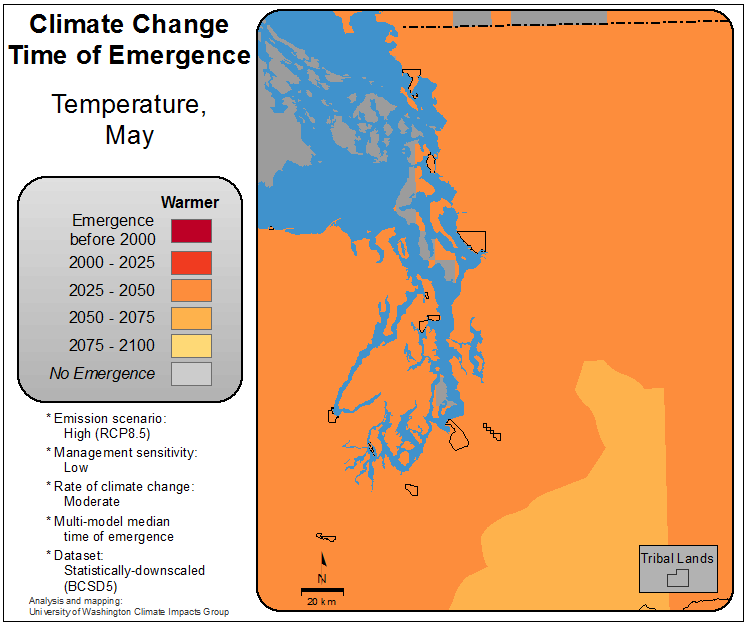 Climate Change
Time of Emergence
Temperature,
May
Warmer
Emergence
before 2000
2000 - 2025
2025 - 2050
2050 - 2075
2075 - 2100
No Emergence
* Emission scenario:
High (RCP8.5)
* Management sensitivity:
Low
* Rate of climate change:
Moderate
* Multi-model median
time of emergence
* Dataset:
Statistically-downscaled
(BCSD5)
Analysis and mapping:
University of Washington Climate Impacts Group
N
20 km
Tribal Lands